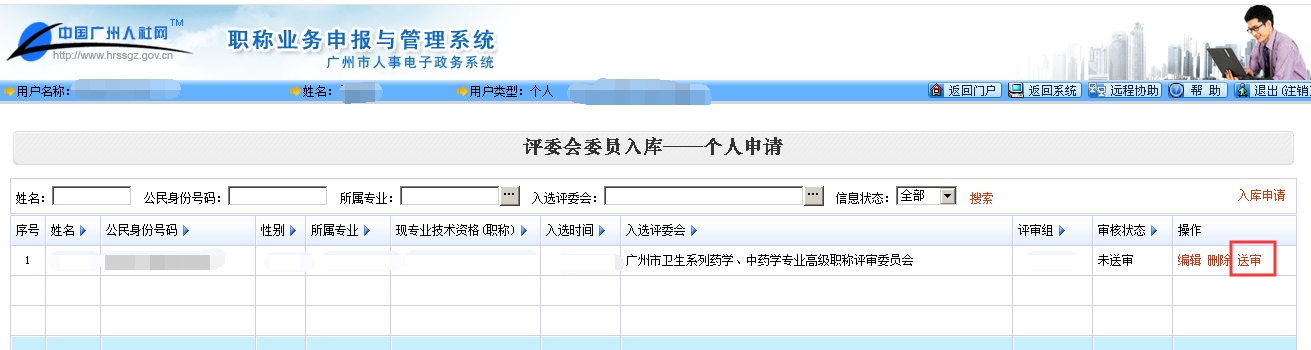 中国广州人社网TM
http://www.hrssgz.gov.cn
职称业务申报与管理系统
广州市人事电子政务系统
用户名称: 姓名: 用户类型: 个人 返回门户 返回系统 远程协助 帮 助 退出(注销
评委会委员入库——个人申请
姓名: 公民身份号码: 所属专业: ... 入选评委会: ... 信息状态: 全部 搜索 入库申请
序号 姓名 公民身份号码 性别 所属专业 现专业技术资格(职称) 入选时间 入选评委会 评审组 审核状态 操作
1 广州市卫生系列药学、中药学专业高级职称评审委员会 未送审 编辑 删除 送审